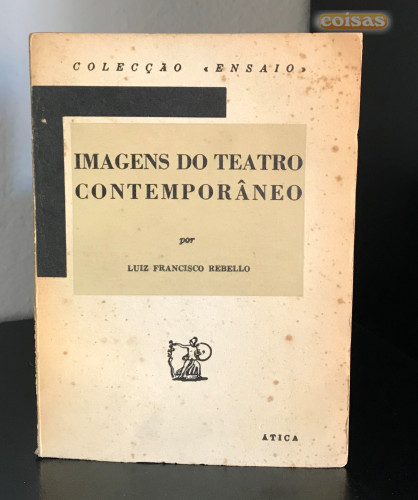 coisas
COLECÇÃO «ENSAIO»
IMAGENS DO TEATRO
CONTEMPORÂNEO
por
LUIZ FRANCISCO REBELLO
ATICA